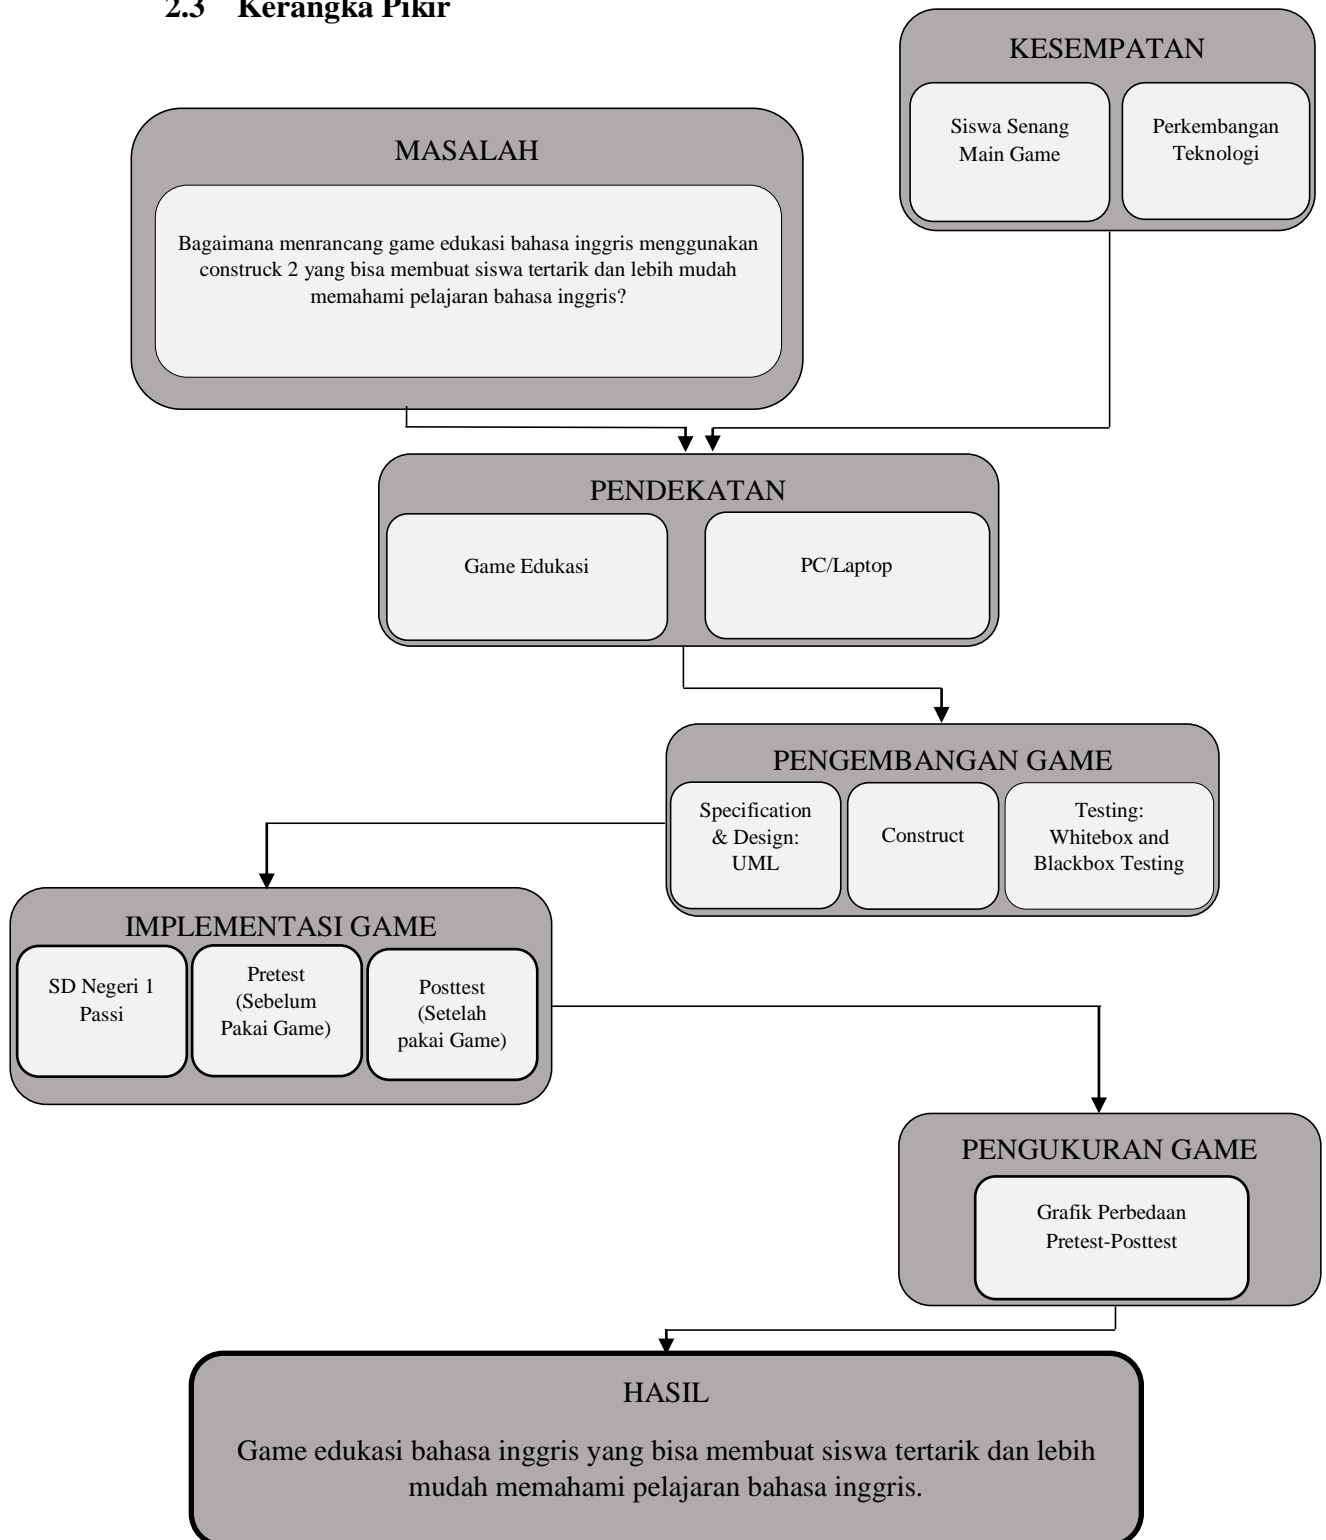 2.3 Kerangka Pikir
KESEMPATAN
Siswa Senang
Main Game
Perkembangan
Teknologi
MASALAH
Bagaimana menrancang game edukasi bahasa inggris menggunakan
construck 2 yang bisa membuat siswa tertarik dan lebih mudah
memahami pelajaran bahasa inggris?
PENDEKATAN
Game Edukasi
PC/Laptop
PENGEMBANGAN GAME
Specification
& Design:
UML
Construct
Testing:
Whitebox and
Blackbox Testing
IMPLEMENTASI GAME
SD Negeri 1
Passi
Pretest
(Sebelum
Pakai Game)
Posttest
(Setelah
pakai Game)
PENGUKURAN GAME
Grafik Perbedaan
Pretest-Posttest
HASIL
Game edukasi bahasa inggris yang bisa membuat siswa tertarik dan lebih
mudah memahami pelajaran bahasa inggris.